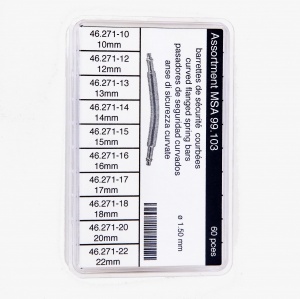 46.271-10
10mm
46.271-12
12mm
46.271-13
13mm
46.271-14
14mm
46.271-15
15mm
46.271-16
16mm
46.271-17
17mm
46.271-18
18mm
46.271-20
20mm
46.271-22
22mm
Assortment MSA 99.103
barrettes de sécurité courbées
curved flanged spring bars
pasadores de seguridad curvados
anse di sicurezza curvate
ø 1.50 mm
60 pces